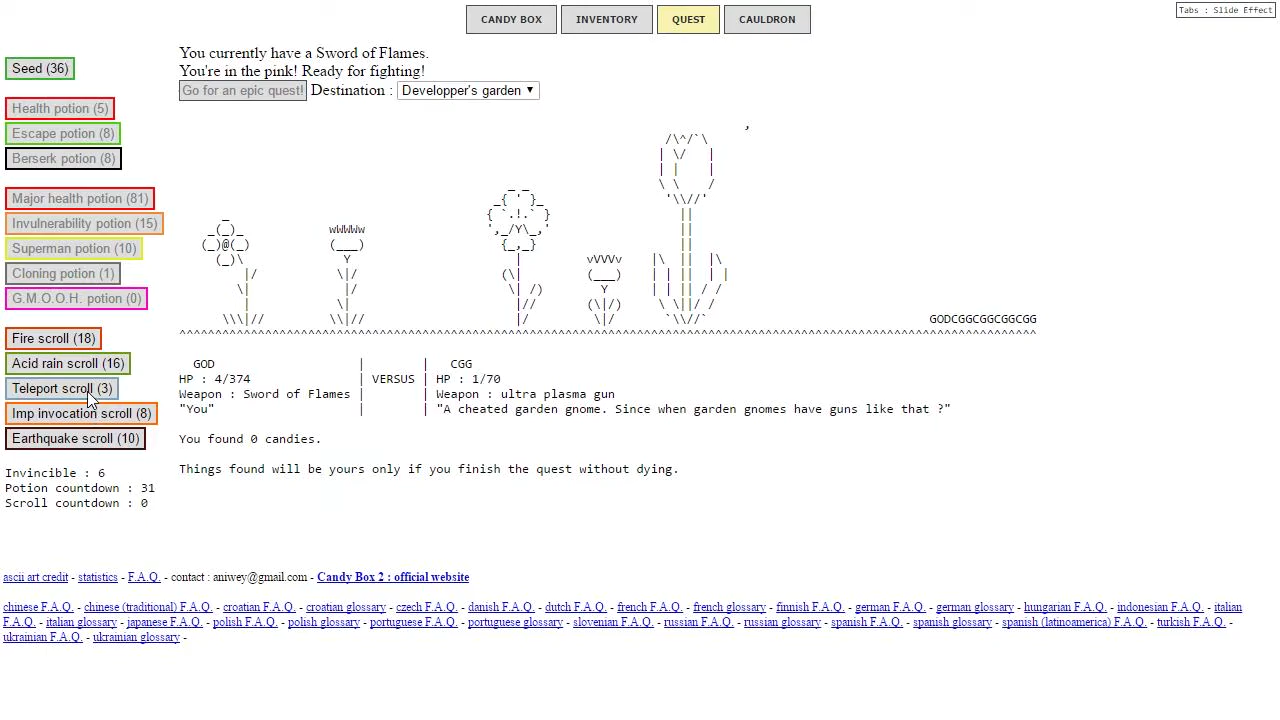 CANDY BOX INVENTORY QUEST CAULDRON
Tabs : Slide Effect
You currently have a Sword of Flames.
You're in the pink! Ready for fighting!
Go for an epic quest! Destination : Developper's garden
Seed (36)
Health potion (5)
Escape potion (8)
Berserk potion (8)
Major health potion (81)
Invulnerability potion (15)
Superman potion (10)
Cloning potion (1)
G.M.O.O.H. potion (0)
Fire scroll (18)
Acid rain scroll (16)
Teleport scroll (3)
Imp invocation scroll (8)
Earthquake scroll (10)
Invincible : 6
Potion countdown : 31
Scroll countdown : 0
GODCGGCGGCGGCGG
GOD | | CGG
HP : 4/374 | VERSUS | HP : 1/70
Weapon : Sword of Flames | | Weapon : ultra plasma gun
"You" | | "A cheated garden gnome. Since when garden gnomes have guns like that ?"
You found 0 candies.
Things found will be yours only if you finish the quest without dying.
ascii art credit - statistics - F.A.Q. - contact : aniwey@gmail.com - Candy Box 2 : official website
chinese F.A.Q. - chinese (traditional) F.A.Q. - croatian F.A.Q. - croatian glossary - czech F.A.Q. - danish F.A.Q. - dutch F.A.Q. - french F.A.Q. - french glossary - finnish F.A.Q. - german F.A.Q. - german glossary - hungarian F.A.Q. - indonesian F.A.Q. - italian
F.A.Q. - italian glossary - japanese F.A.Q. - polish F.A.Q. - polish glossary - portuguese F.A.Q. - portuguese glossary - slovenian F.A.Q. - russian F.A.Q. - russian glossary - spanish F.A.Q. - spanish glossary - spanish (latinoamerica) F.A.Q. - turkish F.A.Q. -
ukrainian F.A.Q. - ukrainian glossary -